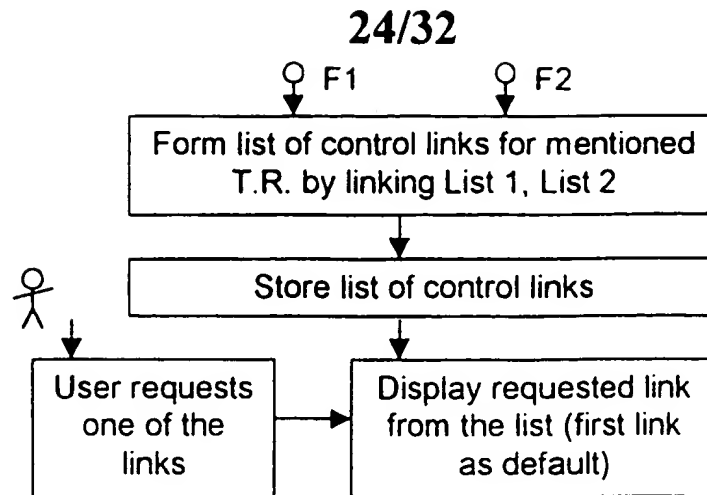 24/32
F1
F2
Form list of control links for mentioned
T.R. by linking List 1, List 2
Store list of control links
User requests
one of the
links
Display requested link
from the list (first link
as default)